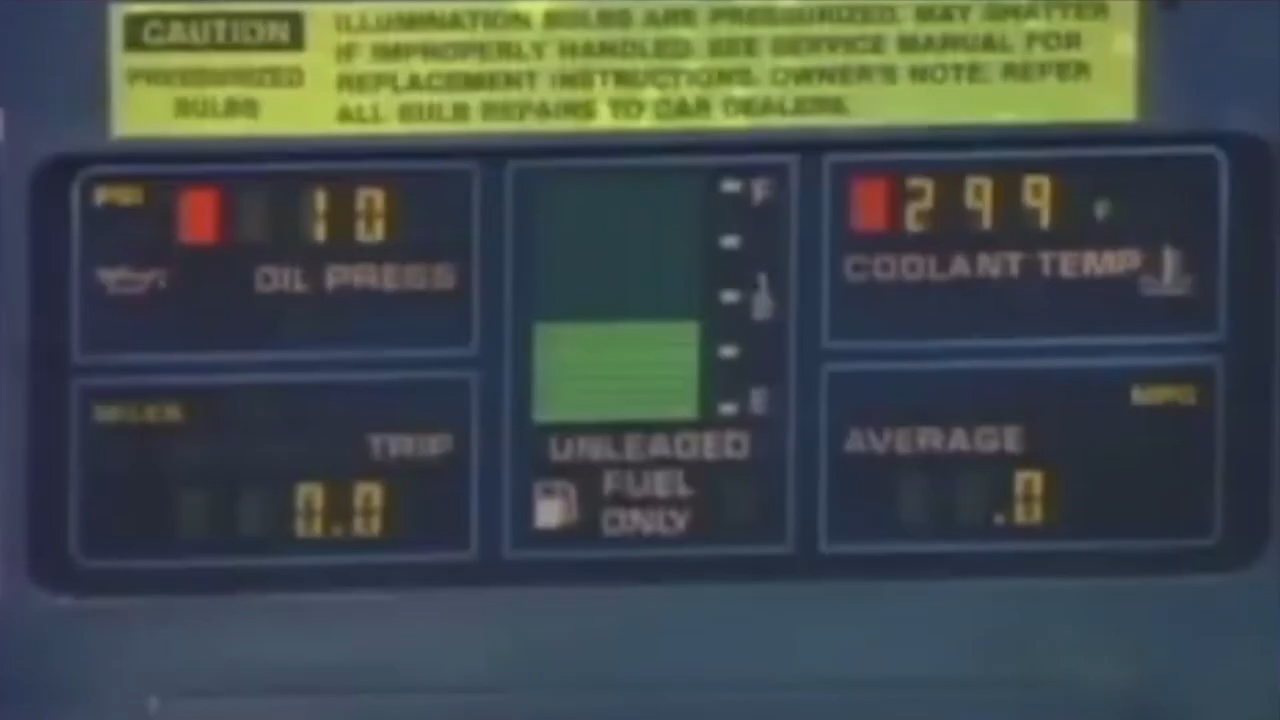 CAUTION
PRESSURIZED
BULBS
ILLUMINATION BULBS ARE PRESSURIZED. MAY SHATTER
IF IMPROPERLY HANDLED. SEE SERVICE MANUAL FOR
REPLACEMENT INSTRUCTIONS. OWNER'S NOTE: REFER
ALL BULB REPAIRS TO CAR DEALERS.
PSI
10
OIL PRESS
MILES
TRIP
0.0
F
1/2
E
UNLEADED
FUEL
ONLY
299 F
COOLANT TEMP
MPG
AVERAGE
.0